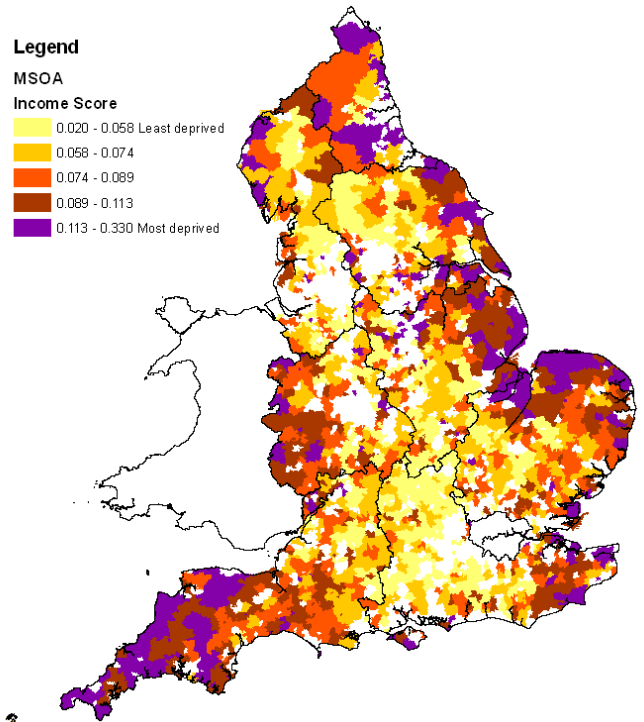 Legend
MSOA
Income Score
0.020 - 0.058 Least deprived
0.058 - 0.074
0.074 - 0.089
0.089 - 0.113
0.113 - 0.330 Most deprived